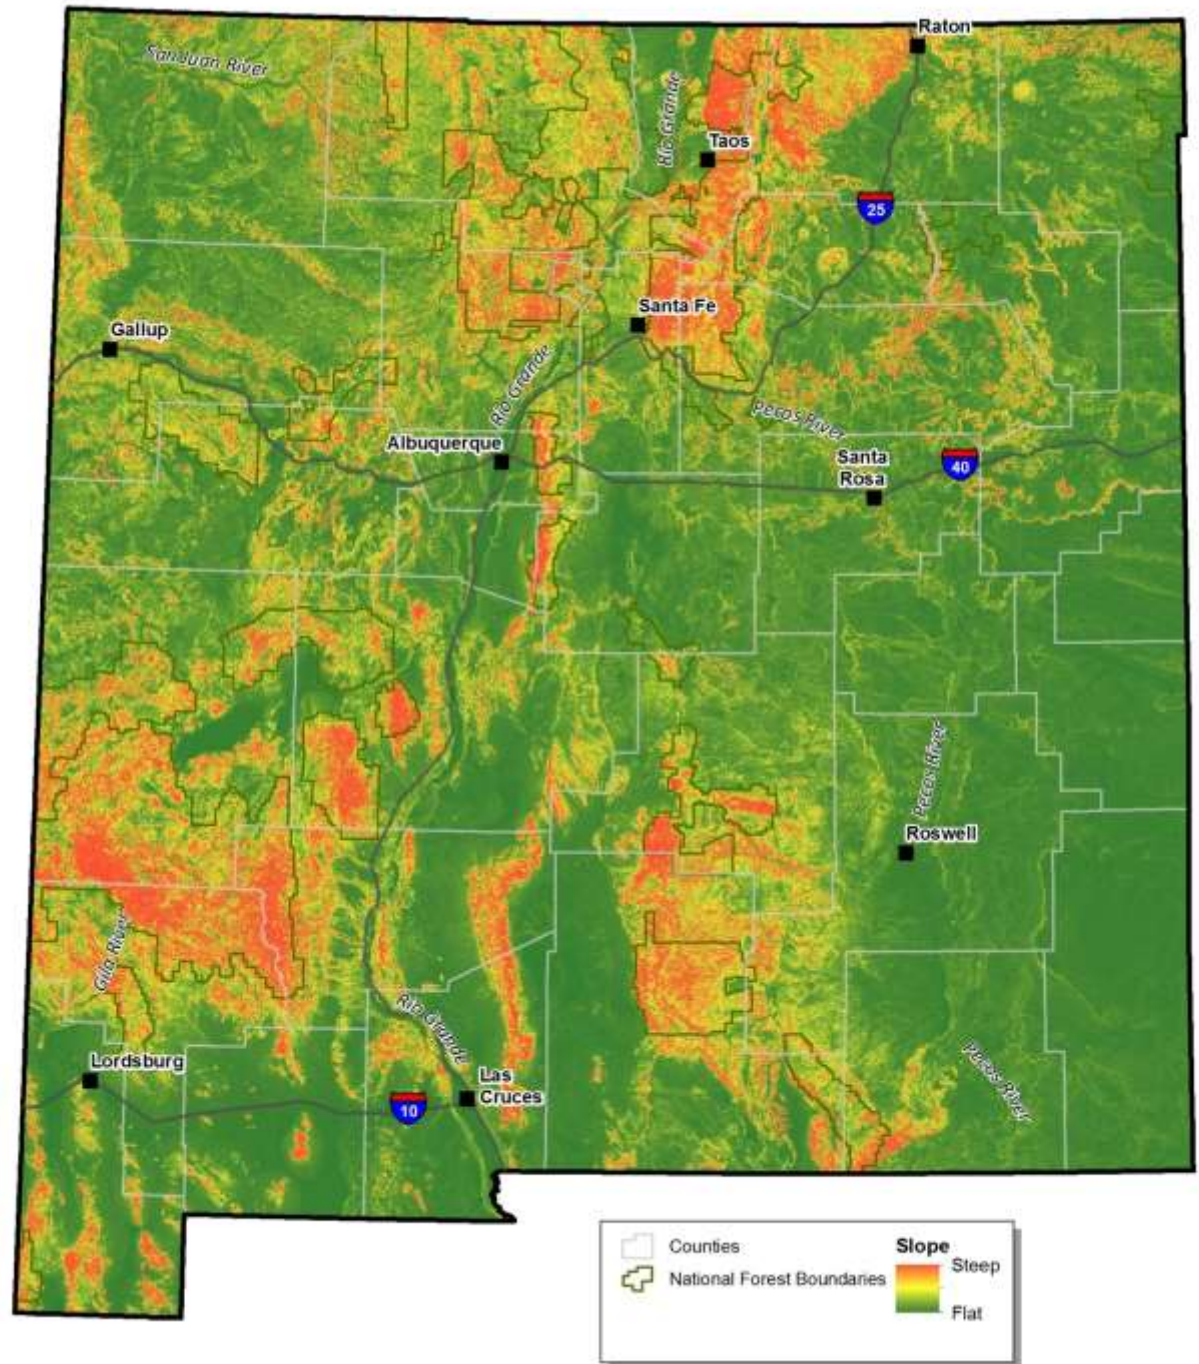 Raton
San Juan River
Rio Grande
Taos
25
Santa Fe
Gallup
Rio Grande
Pecos River
Albuquerque
Santa
Rosa
40
Pecos River
Roswell
Gila River
Rio Grande
Pecos River
Lordsburg
Las
Cruces
10
Counties
National Forest Boundaries
Slope
Steep
Flat